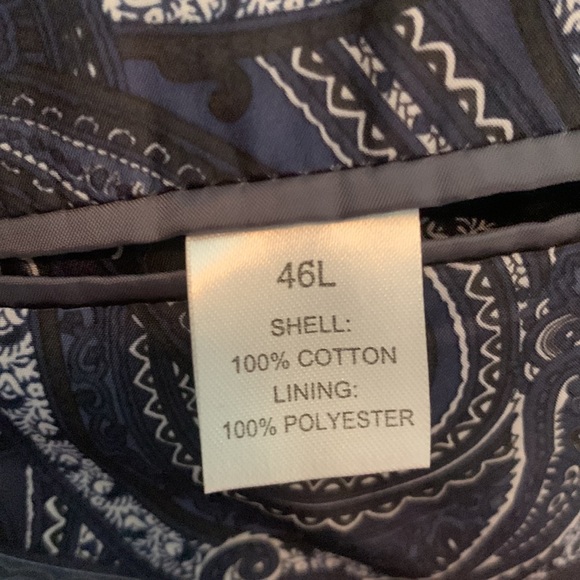 46L
SHELL:
100% COTTON
LINING:
100% POLYESTER